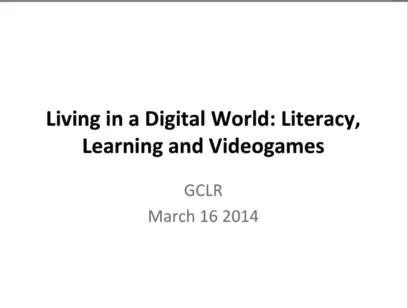 Living in a Digital World: Literacy,
Learning and Videogames
GCLR
March 16 2014